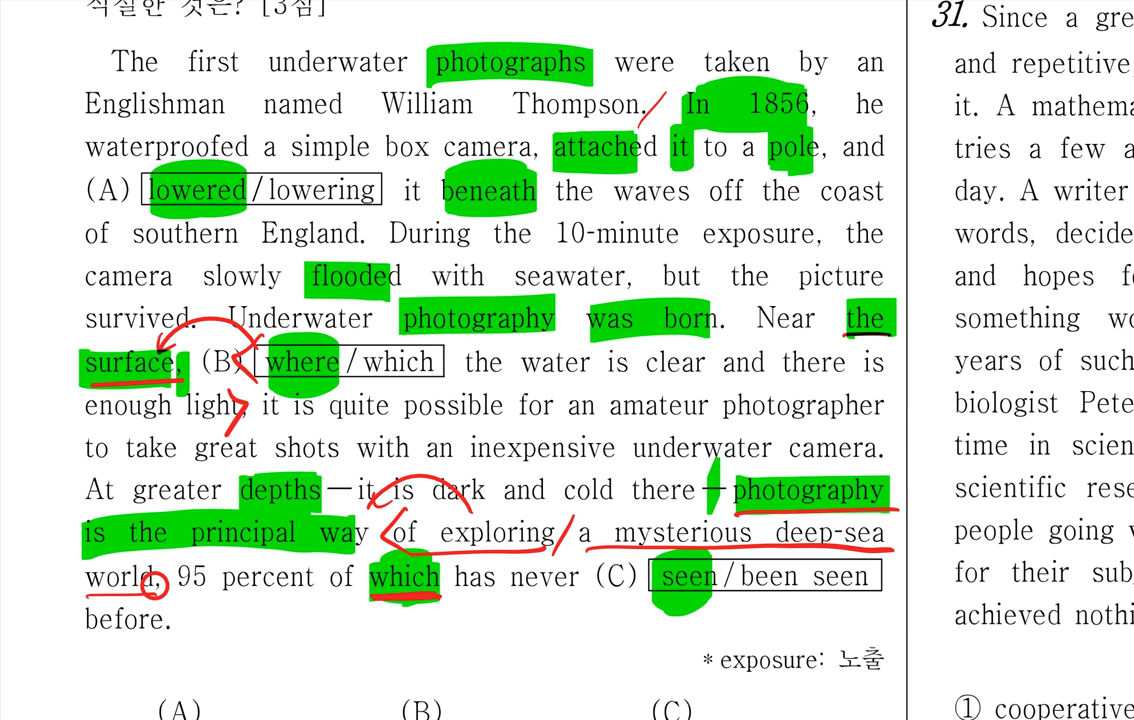 적절한 것은? [3점]
The first underwater photographs were taken by an
Englishman named William Thompson. In 1856, he
waterproofed a simple box camera, attached it to a pole, and
(A) lowered / lowering it beneath the waves off the coast
of southern England. During the 10-minute exposure, the
camera slowly flooded with seawater, but the picture
survived. Underwater photography was born. Near the
surface, (B) where / which the water is clear and there is
enough light, it is quite possible for an amateur photographer
to take great shots with an inexpensive underwater camera.
At greater depths—it is dark and cold there—photography
is the principal way of exploring a mysterious deep-sea
world, 95 percent of which has never (C) seen / been seen
before.
* exposure: 노출
(A) (B) (C)
31. Since a gre
and repetitive
it. A mathema
tries a few a
day. A writer
words, decide
and hopes f
something wo
years of such
biologist Pete
time in scien
scientific rese
people going
for their sub
achieved nothi
① cooperative